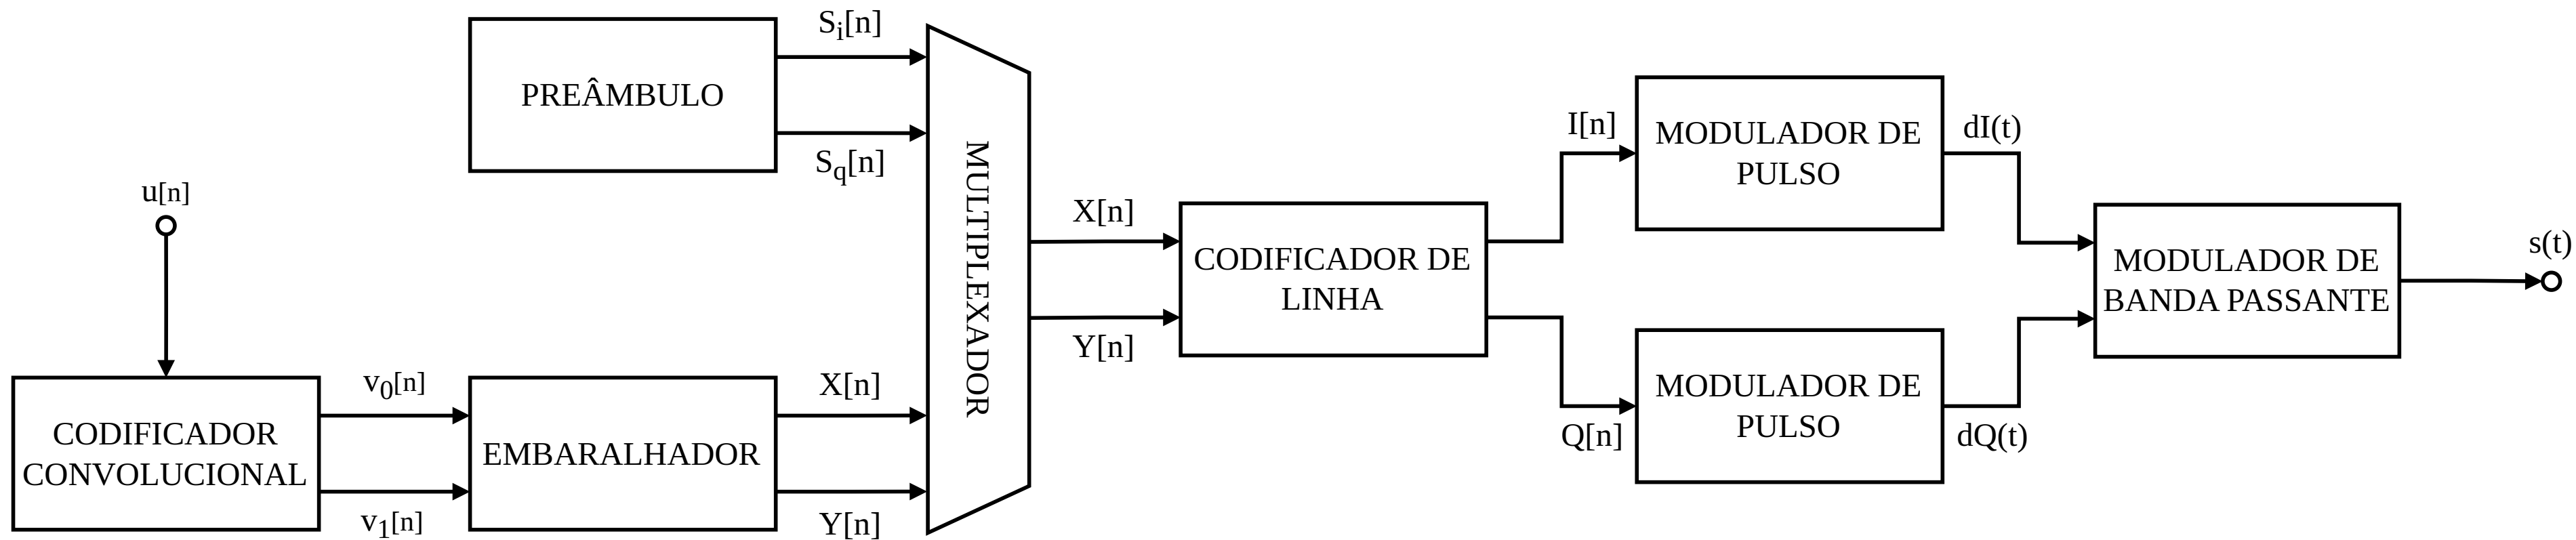 u[n]
CODIFICADOR
CONVOLUCIONAL
v0[n]
v1[n]
PREÂMBULO
Si[n]
Sq[n]
EMBARALHADOR
X[n]
Y[n]
MULTIPLEXADOR
X[n]
Y[n]
CODIFICADOR DE
LINHA
I[n]
Q[n]
MODULADOR DE
PULSO
MODULADOR DE
PULSO
dI(t)
dQ(t)
MODULADOR DE
BANDA PASSANTE
s(t)